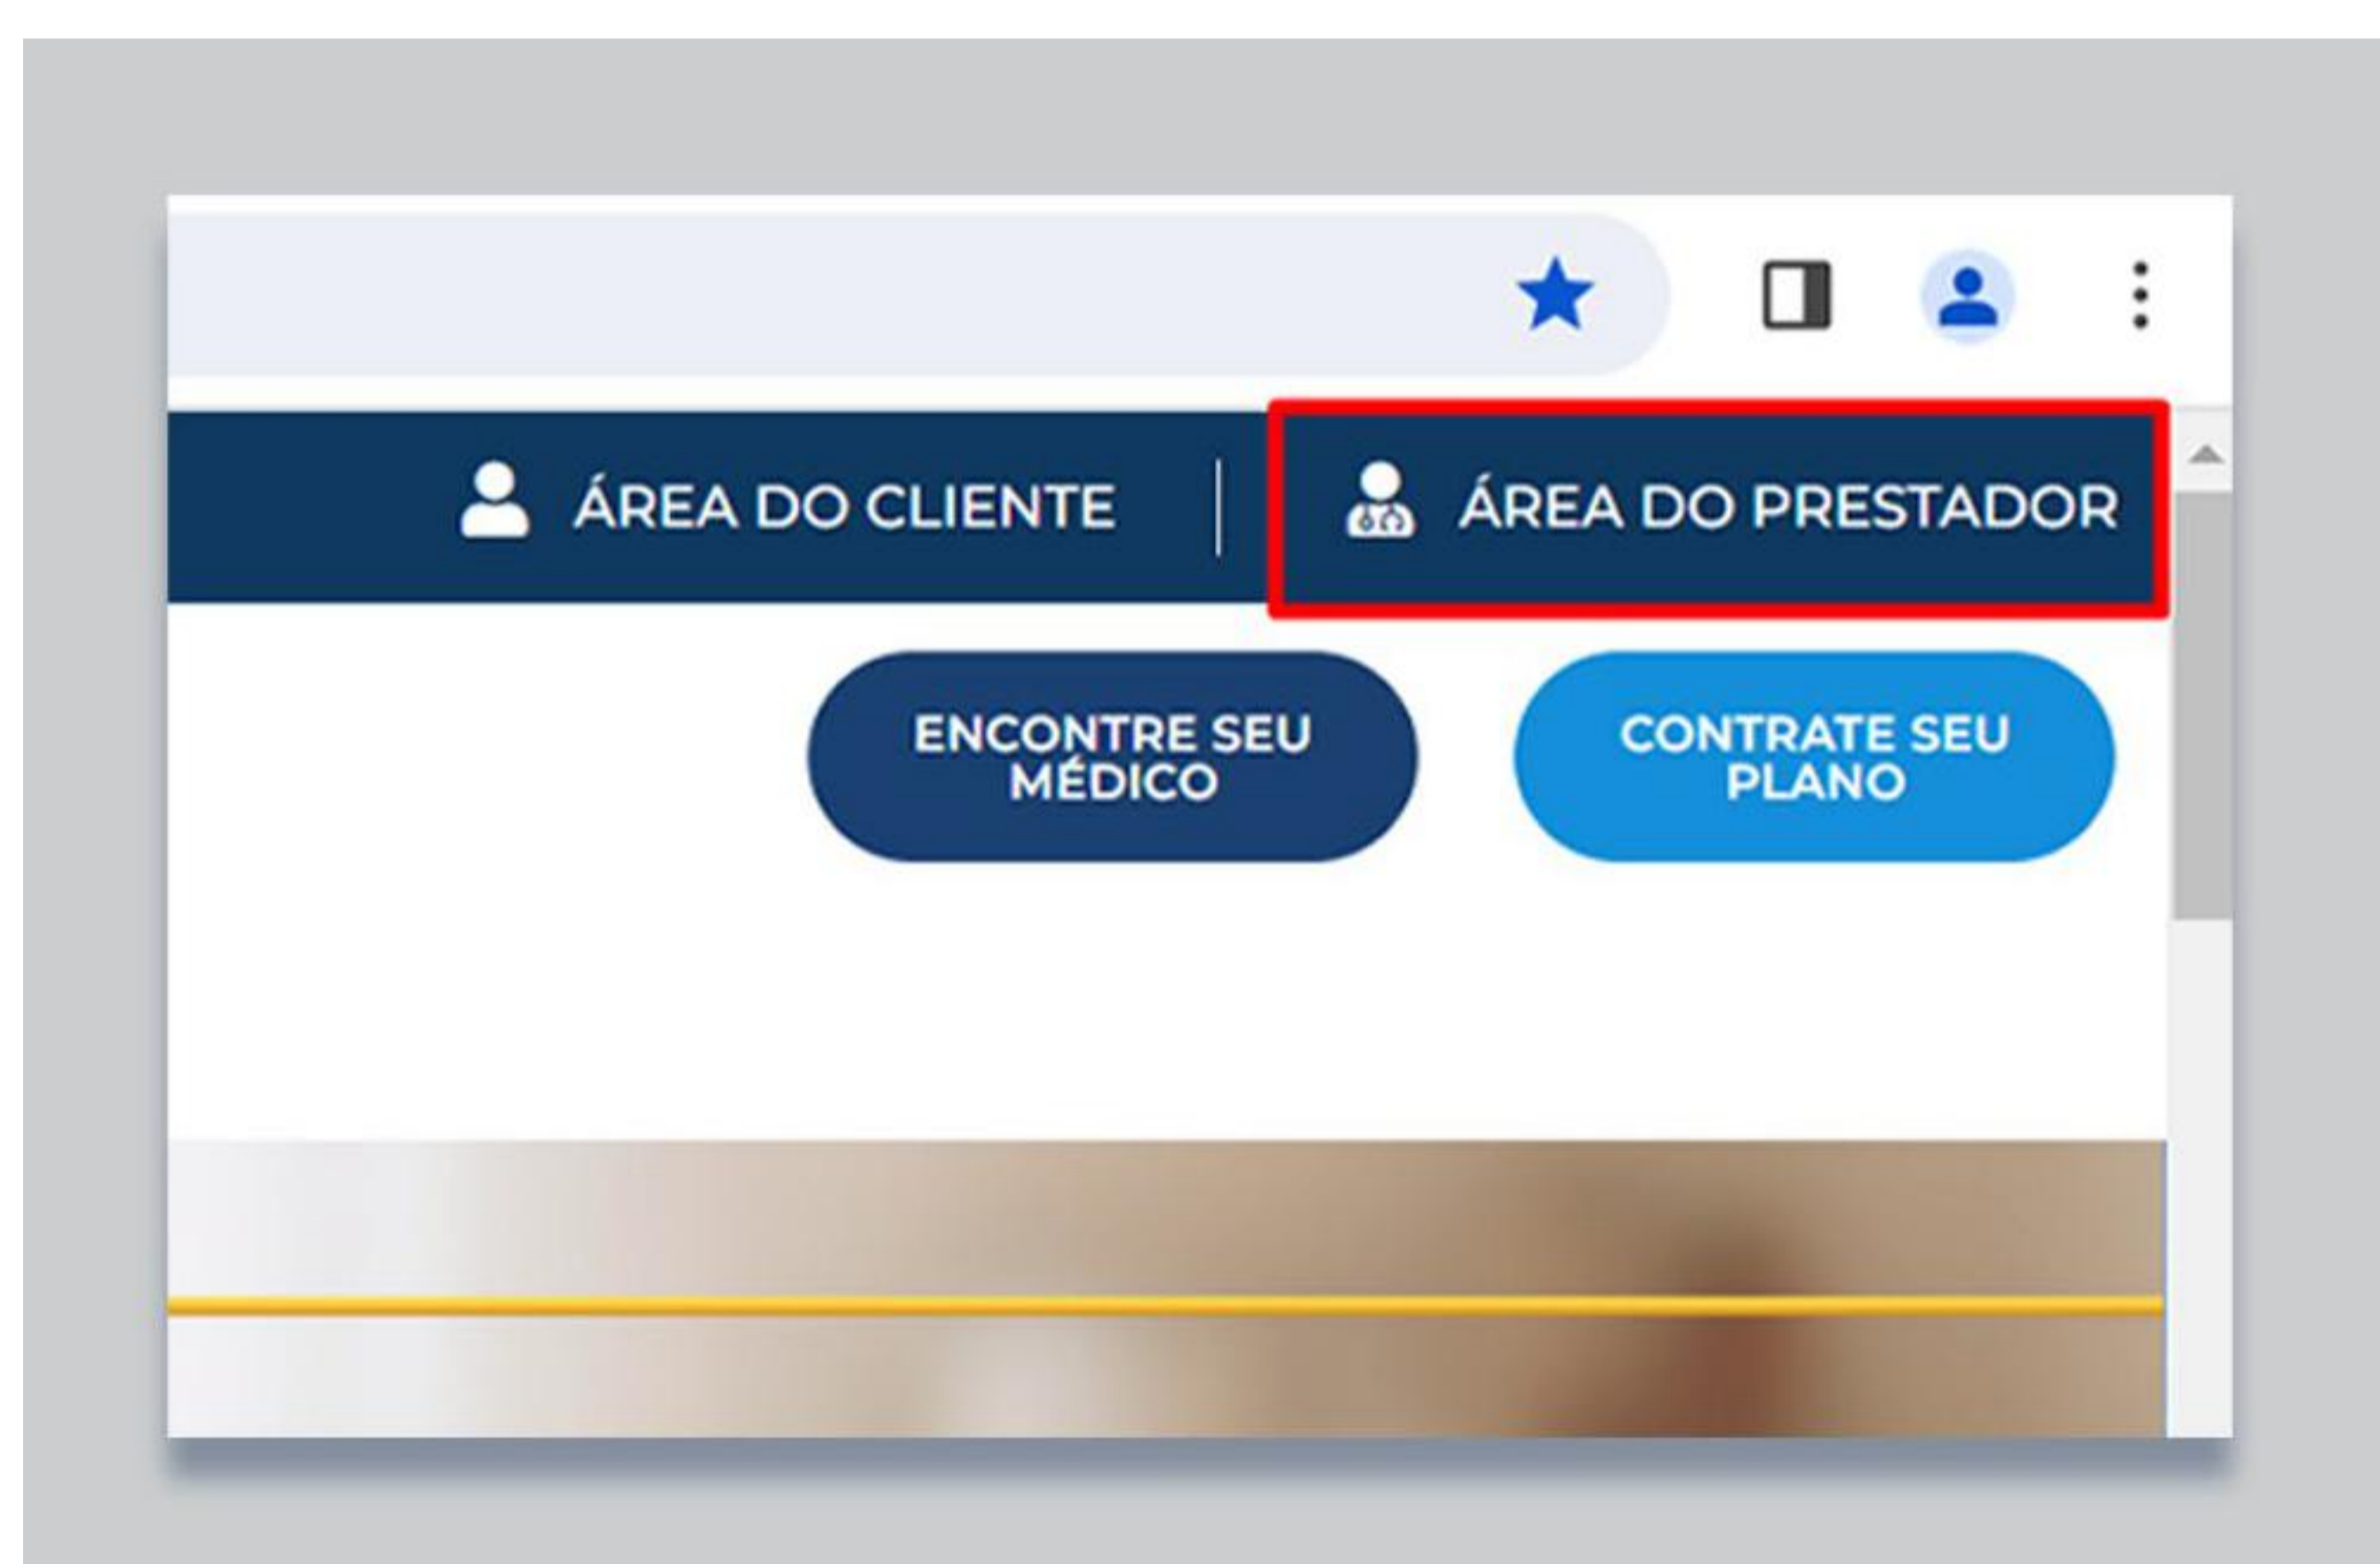 ÁREA DO CLIENTE
ÁREA DO PRESTADOR
ENCONTRE SEU
MÉDICO
CONTRATE SEU
PLANO